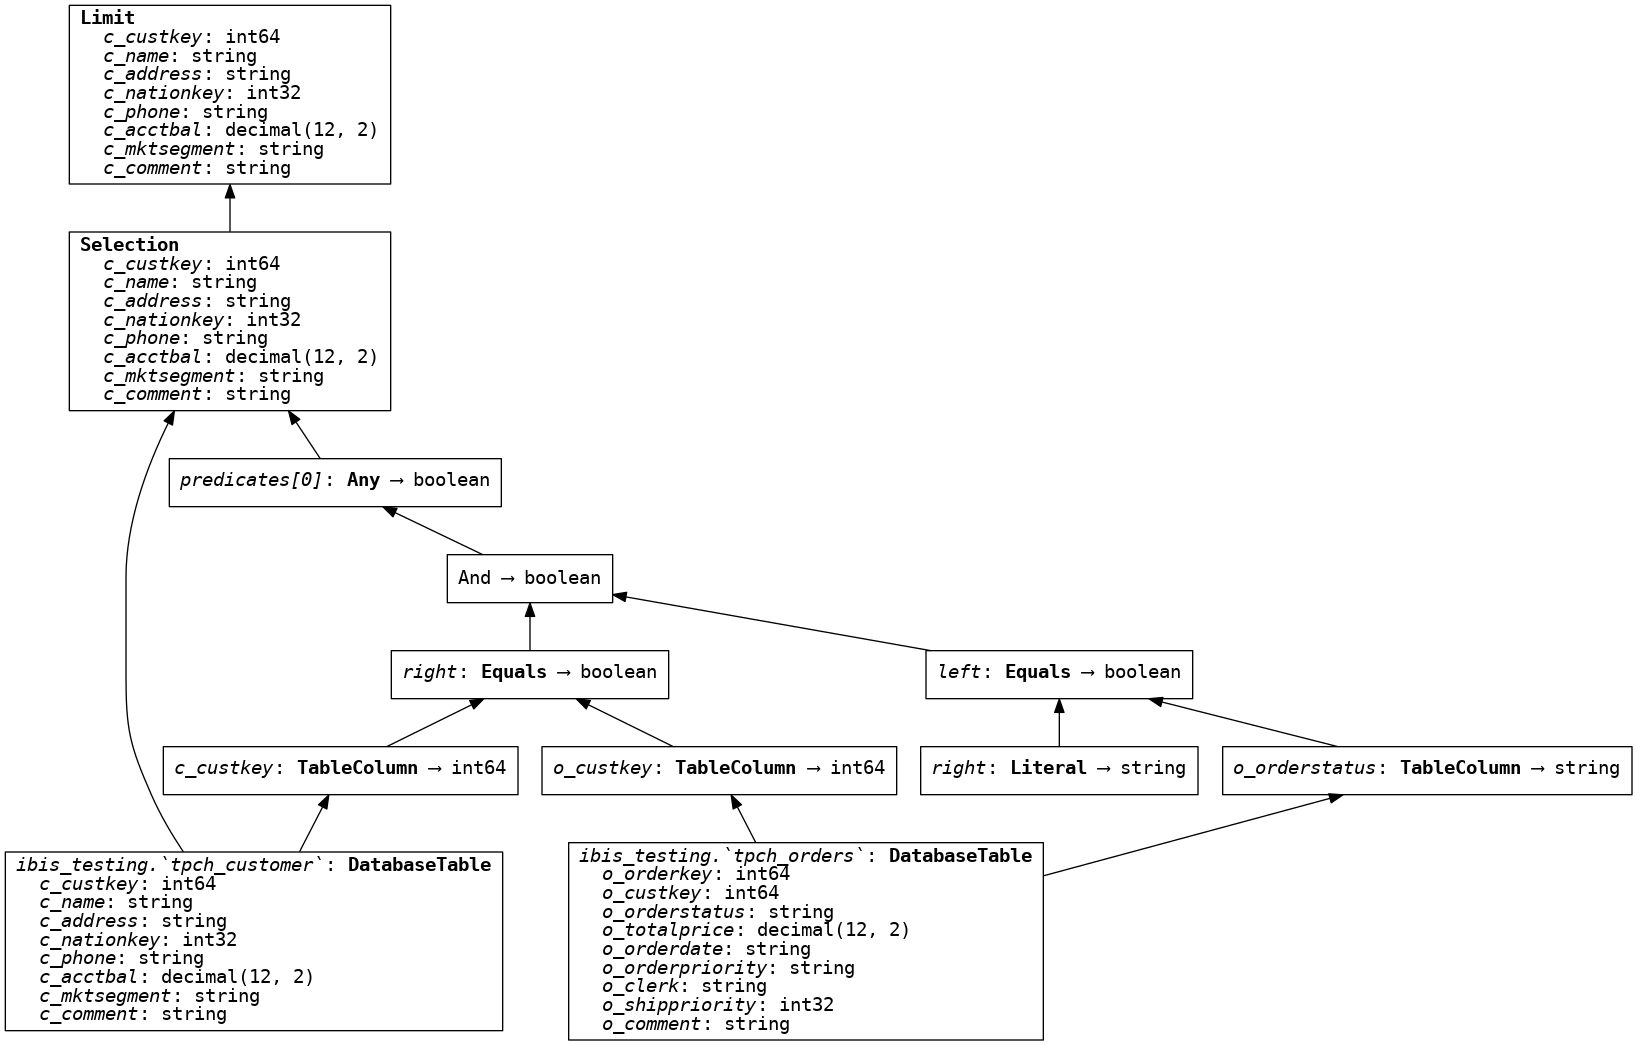 Limit
c_custkey: int64
c_name: string
c_address: string
c_nationkey: int32
c_phone: string
c_acctbal: decimal(12, 2)
c_mktsegment: string
c_comment: string
Selection
c_custkey: int64
c_name: string
c_address: string
c_nationkey: int32
c_phone: string
c_acctbal: decimal(12, 2)
c_mktsegment: string
c_comment: string
predicates[0]: Any → boolean
And → boolean
right: Equals → boolean
left: Equals → boolean
c_custkey: TableColumn → int64
o_custkey: TableColumn → int64
right: Literal → string
o_orderstatus: TableColumn → string
ibis_testing.`tpch_customer`: DatabaseTable
c_custkey: int64
c_name: string
c_address: string
c_nationkey: int32
c_phone: string
c_acctbal: decimal(12, 2)
c_mktsegment: string
c_comment: string
ibis_testing.`tpch_orders`: DatabaseTable
o_orderkey: int64
o_custkey: int64
o_orderstatus: string
o_totalprice: decimal(12, 2)
o_orderdate: string
o_orderpriority: string
o_clerk: string
o_shippriority: int32
o_comment: string